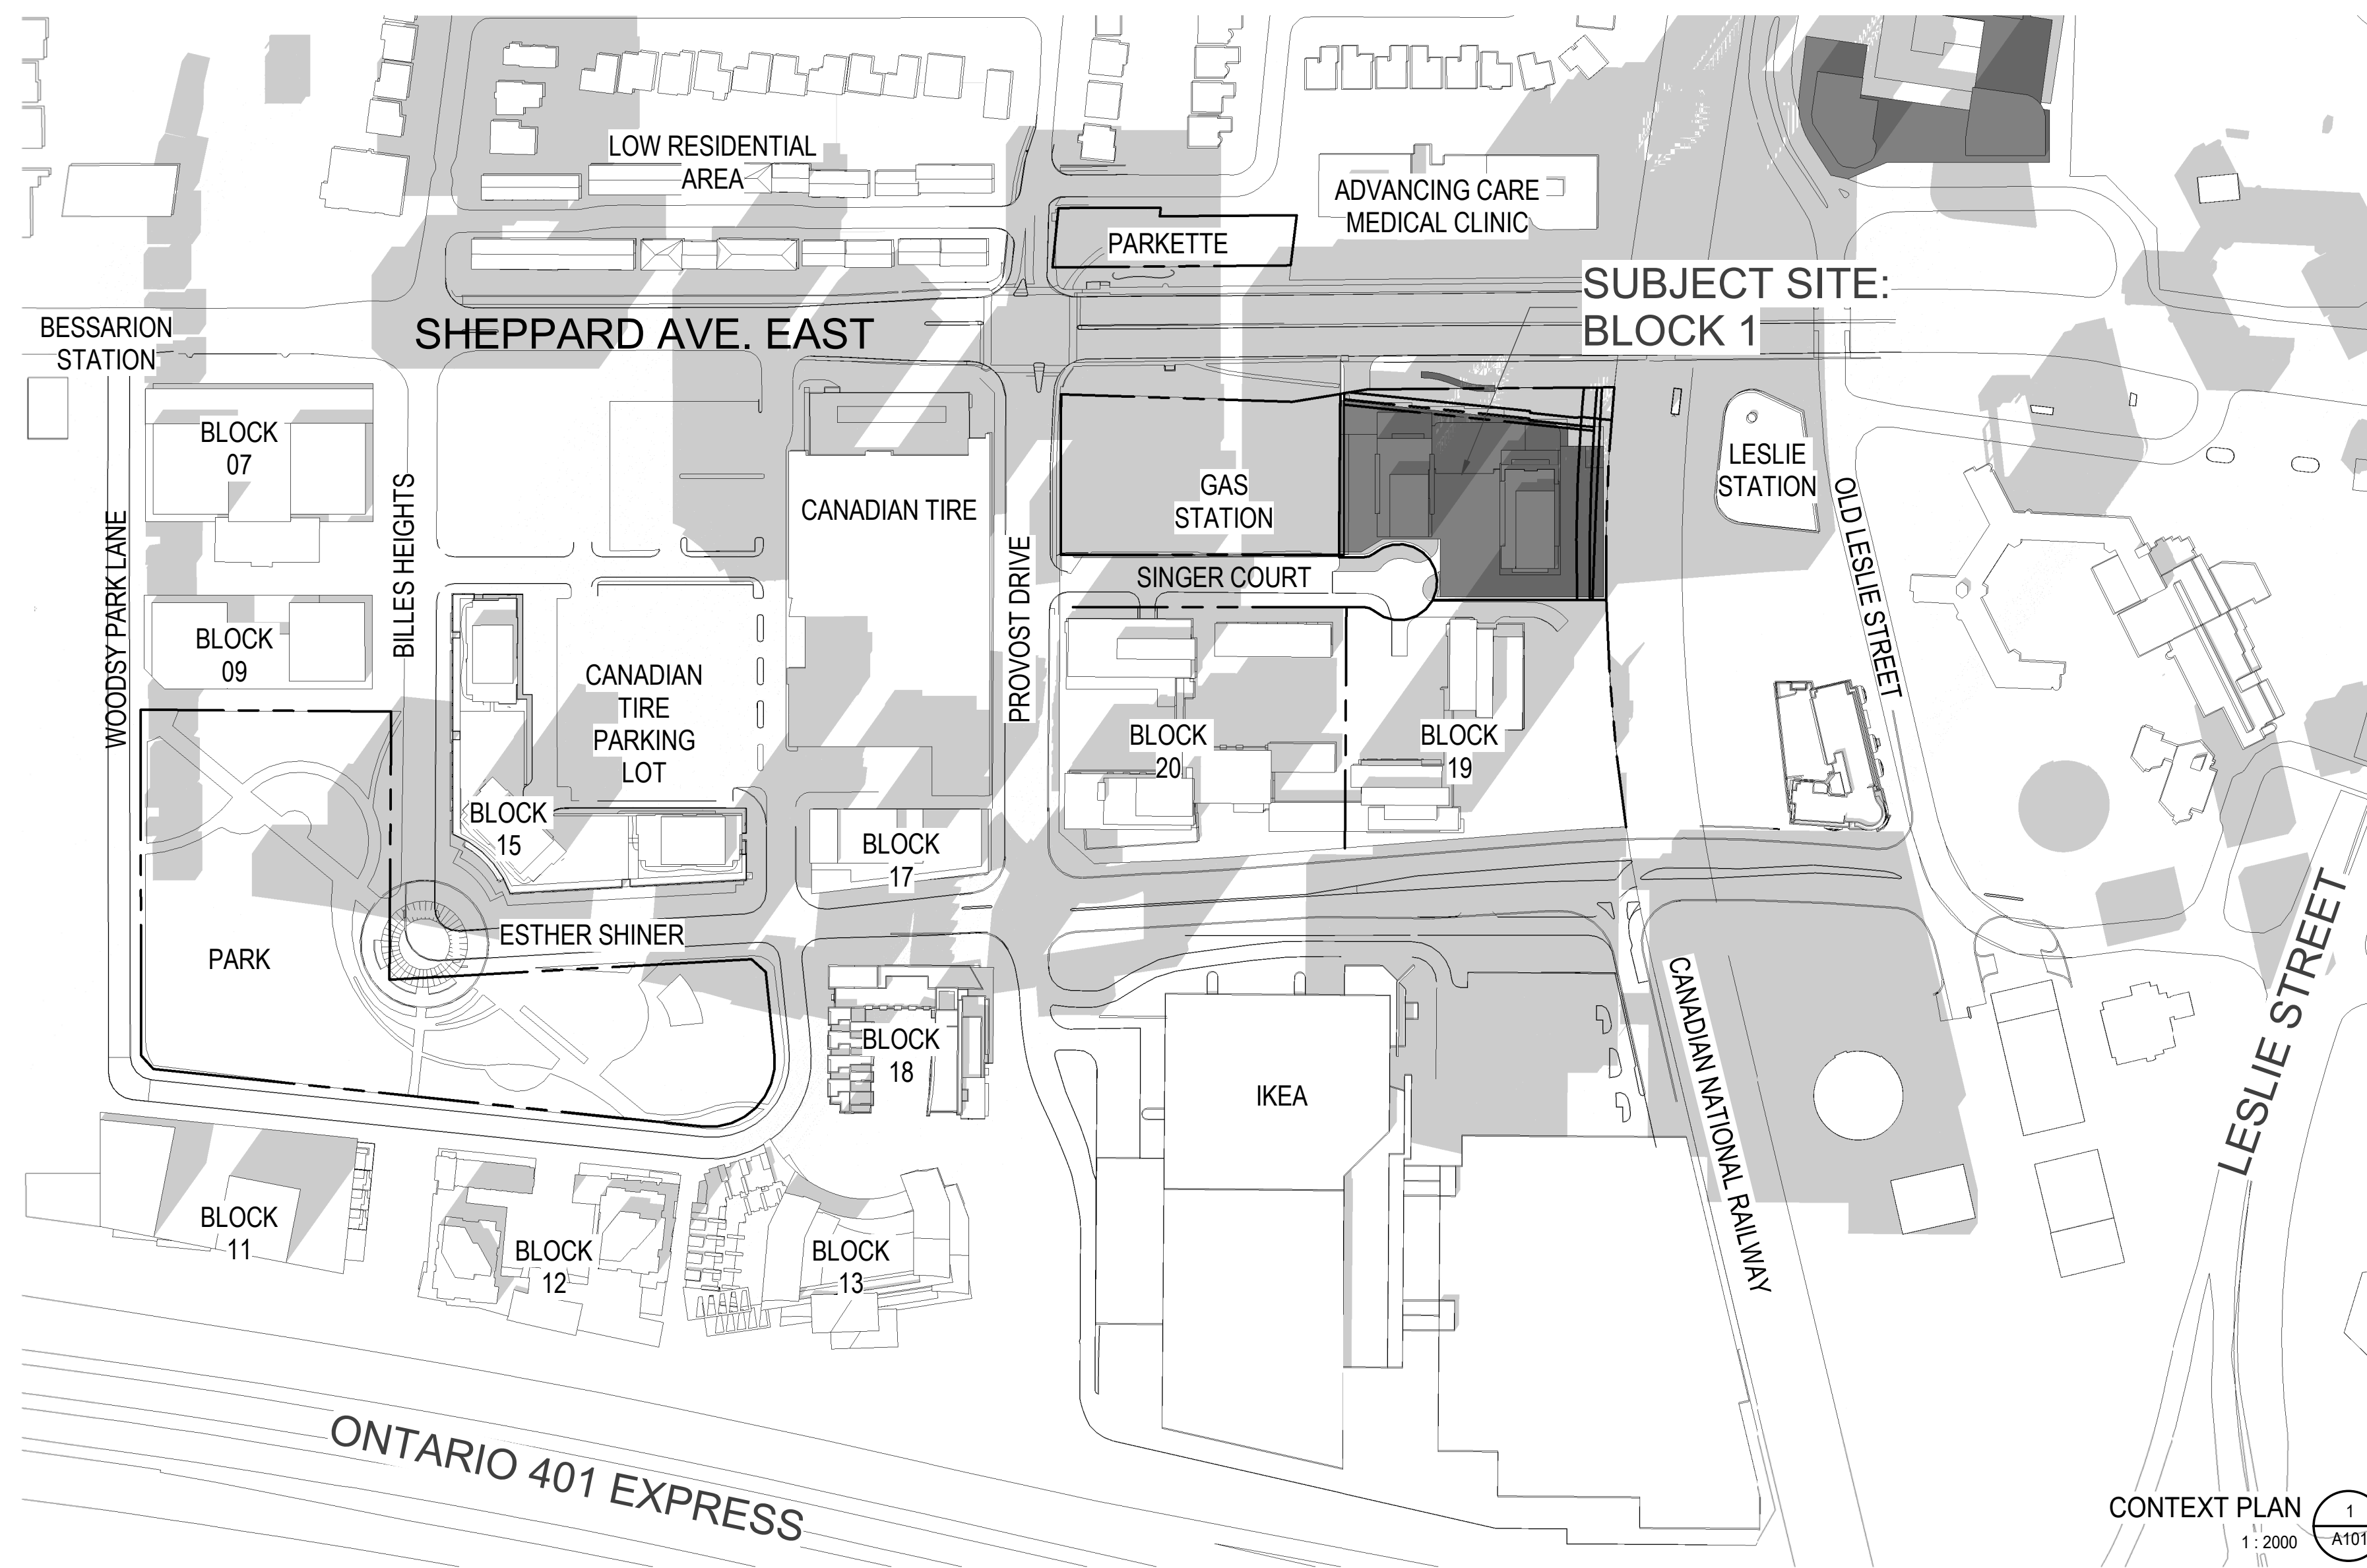 LOW RESIDENTIAL
AREA
ADVANCING CARE
MEDICAL CLINIC
PARKETTE
SUBJECT SITE:
BLOCK 1
BESSARION
STATION
SHEPPARD AVE. EAST
BLOCK
07
CANADIAN TIRE
GAS
STATION
LESLIE
STATION
WOODSY PARK LANE
BILLES HEIGHTS
PROVOST DRIVE
SINGER COURT
OLD LESLIE STREET
BLOCK
09
CANADIAN
TIRE
PARKING
LOT
BLOCK
20
BLOCK
19
BLOCK
15
BLOCK
17
PARK
ESTHER SHINER
BLOCK
18
IKEA
CANADIAN NATIONAL RAILWAY
LESLIE STREET
BLOCK
11
BLOCK
12
BLOCK
13
ONTARIO 401 EXPRESS
CONTEXT PLAN
1 : 2000
1
A101